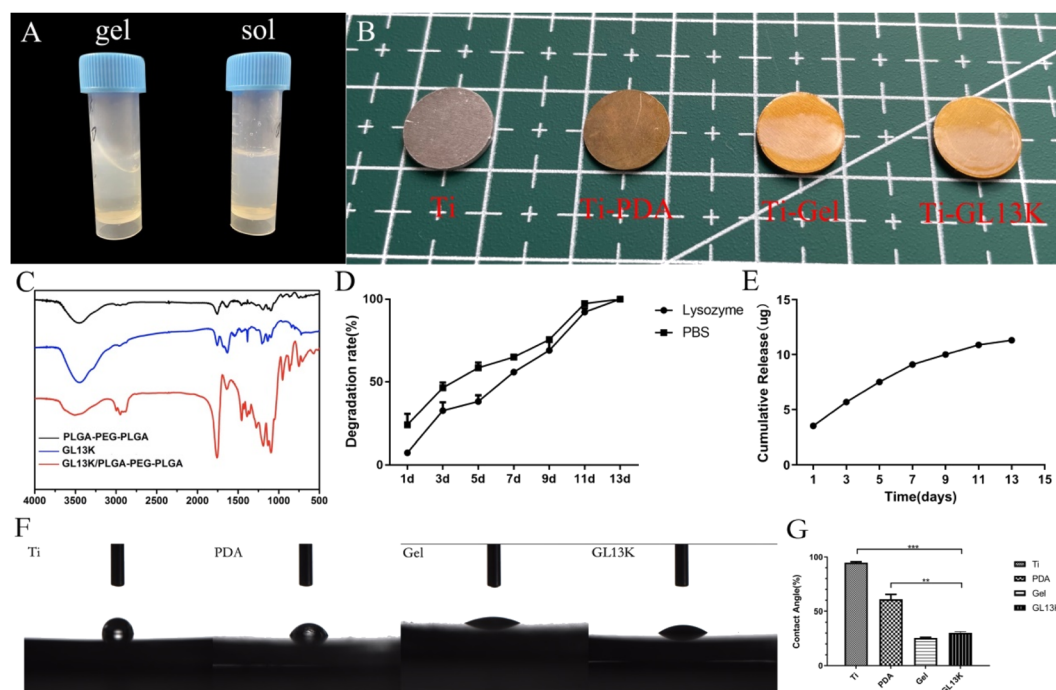 A
gel
sol
B
Ti
Ti-PDA
Ti-Gel
Ti-GL13K
C
PLGA-PEG-PLGA
GL13K
GL13K/PLGA-PEG-PLGA
4000 3500 3000 2500 2000 1500 1000 500
D
Degradation rate(%)
100
50
0
1d 3d 5d 7d 9d 11d 13d
Lysozyme
PBS
E
Cumulative Release(ug)
15
10
5
0
1 3 5 7 9 11 13 15
Time(days)
F
Ti
PDA
Gel
GL13K
G
Contact Angle(%)
100
50
0
***
**
Ti
PDA
Gel
GL13K
Ti
PDA
Gel
GL13K